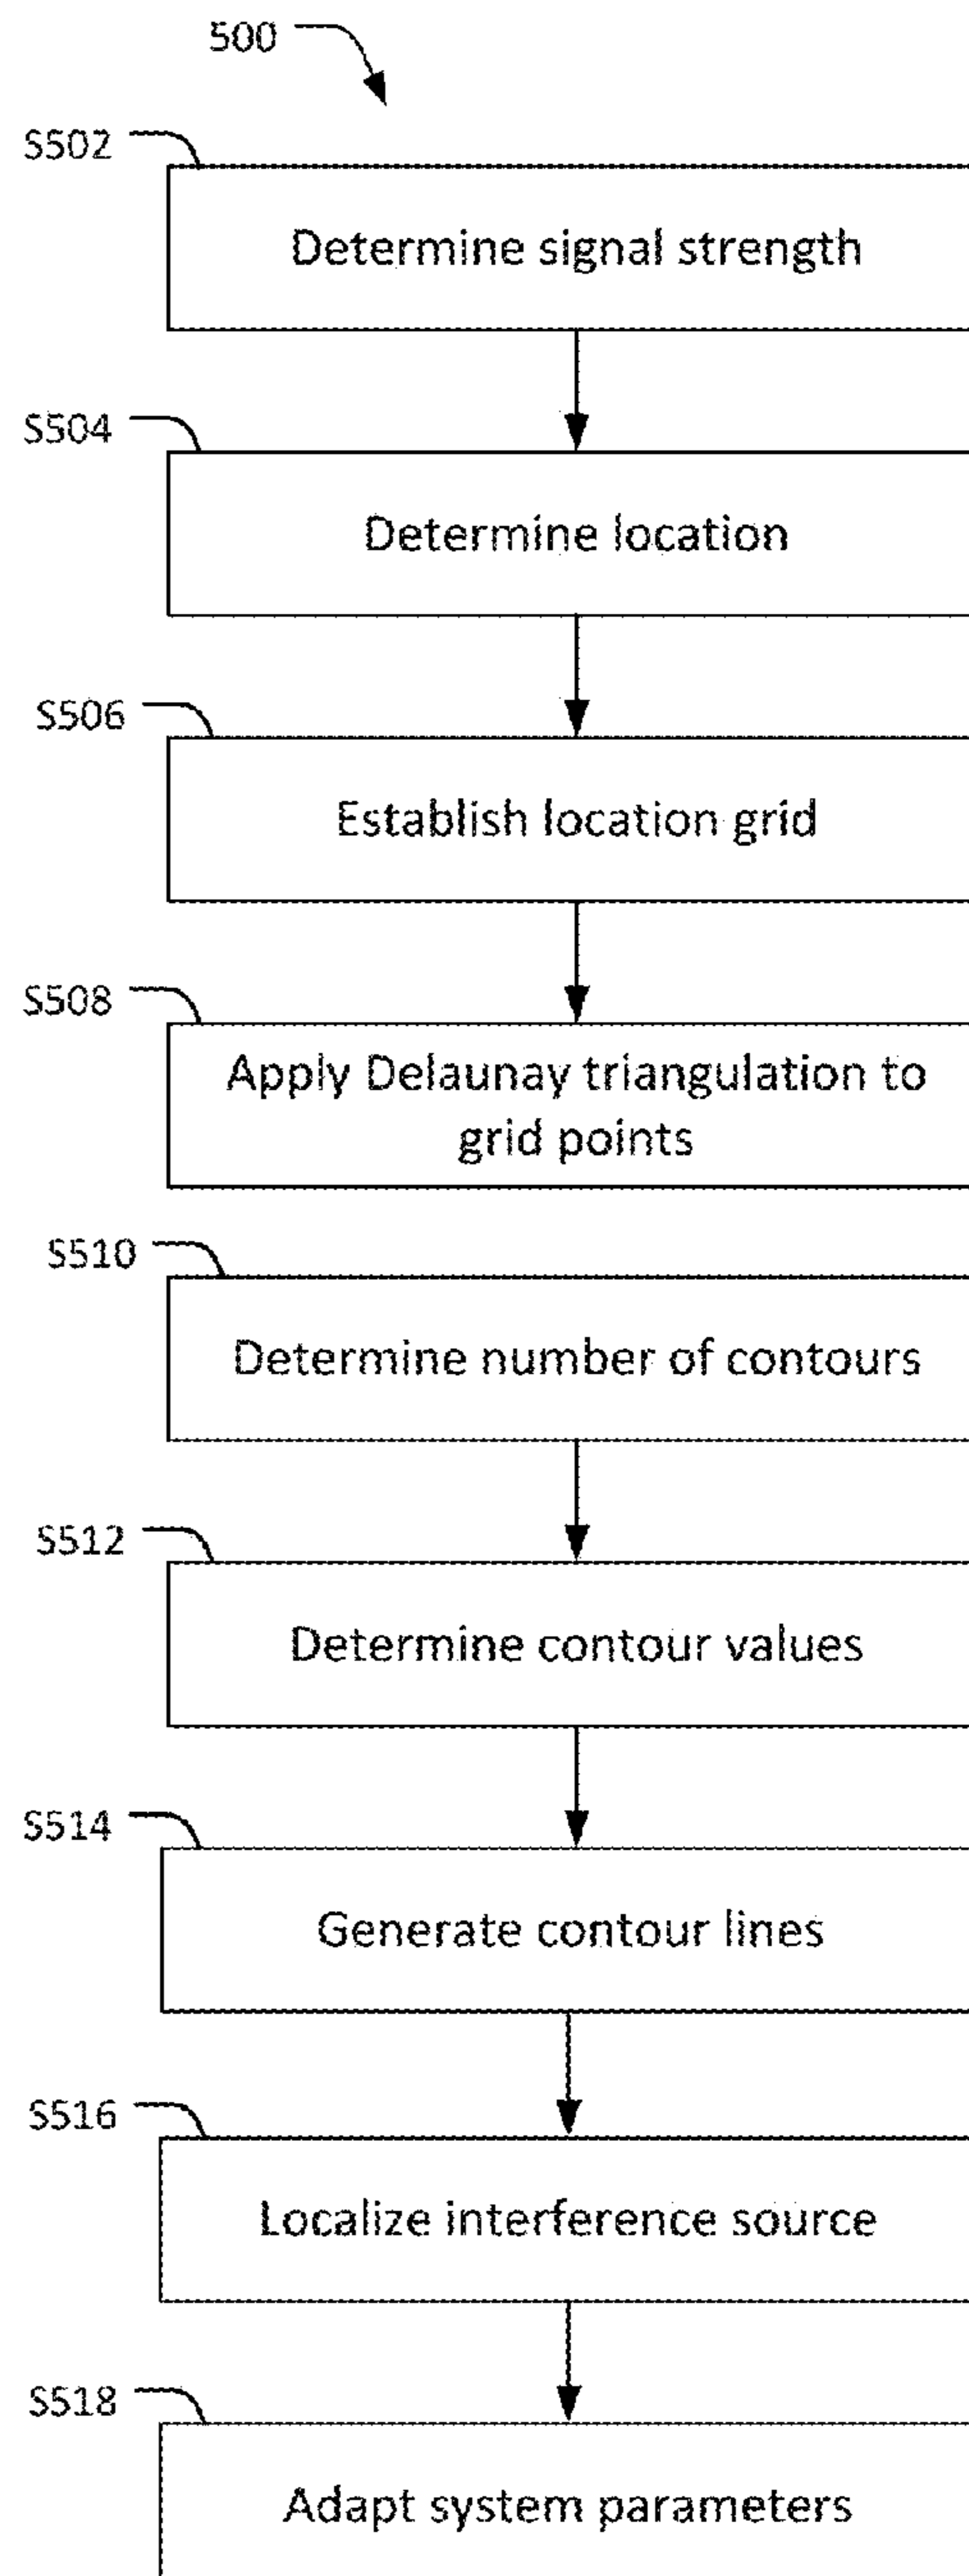 500
S502
Determine signal strength
S504
Determine location
S506
Establish location grid
S508
Apply Delaunay triangulation to
grid points
S510
Determine number of contours
S512
Determine contour values
S514
Generate contour lines
S516
Localize interference source
S518
Adapt system parameters